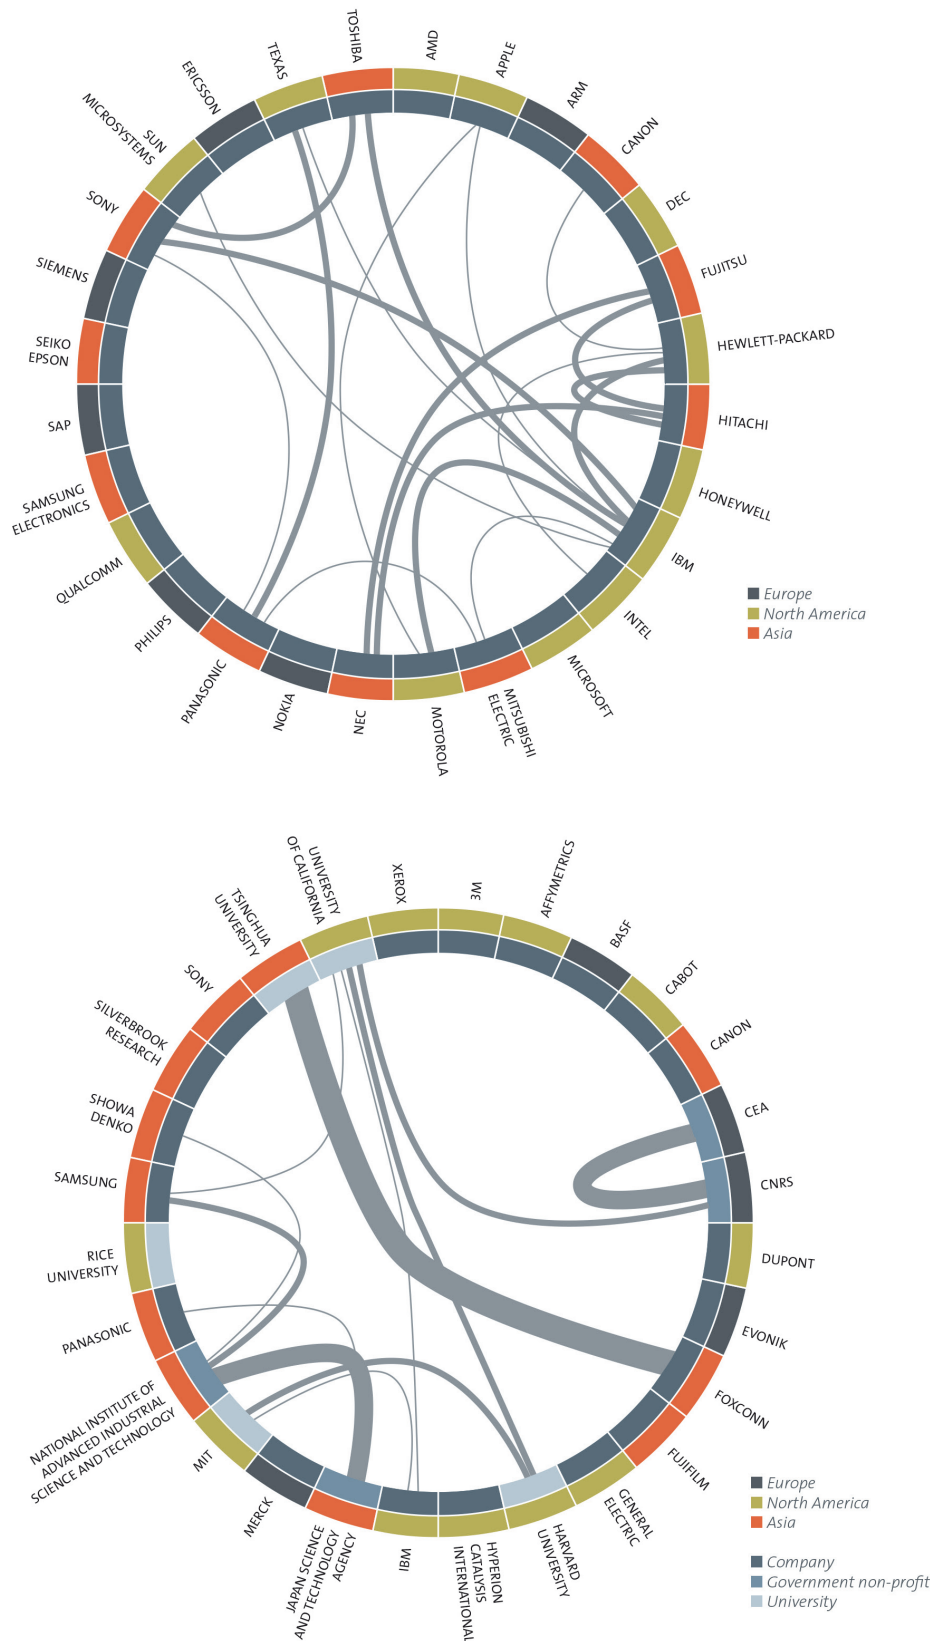 AMD
APPLE
ARM
CANON
DEC
FUJITSU
HEWLETT-PACKARD
HITACHI
HONEYWELL
IBM
INTEL
MICROSOFT
MITSUBISHI
ELECTRIC
MOTOROLA
NEC
NOKIA
PANASONIC
PHILIPS
QUALCOMM
SAMSUNG
ELECTRONICS
SAP
SEIKO
EPSON
SIEMENS
SONY
SUN
MICROSYSTEMS
ERICSSON
TEXAS
TOSHIBA
Europe
North America
Asia
3M
AFFYMETRICS
BASF
CABOT
CANON
CEA
CNRS
DUPONT
EVONIK
FOXCONN
FUJIFILM
GENERAL
ELECTRIC
HARVARD
UNIVERSITY
HYPERION
CATALYSIS
INTERNATIONAL
IBM
JAPAN SCIENCE
AND TECHNOLOGY
AGENCY
MERCK
MIT
NATIONAL INSTITUTE OF
ADVANCED INDUSTRIAL
SCIENCE AND TECHNOLOGY
PANASONIC
RICE
UNIVERSITY
SAMSUNG
SHOWA
DENKO
SILVERBROOK
RESEARCH
SONY
TSINGHUA
UNIVERSITY
UNIVERSITY
OF CALIFORNIA
XEROX
Europe
North America
Asia
Company
Government non-profit
University